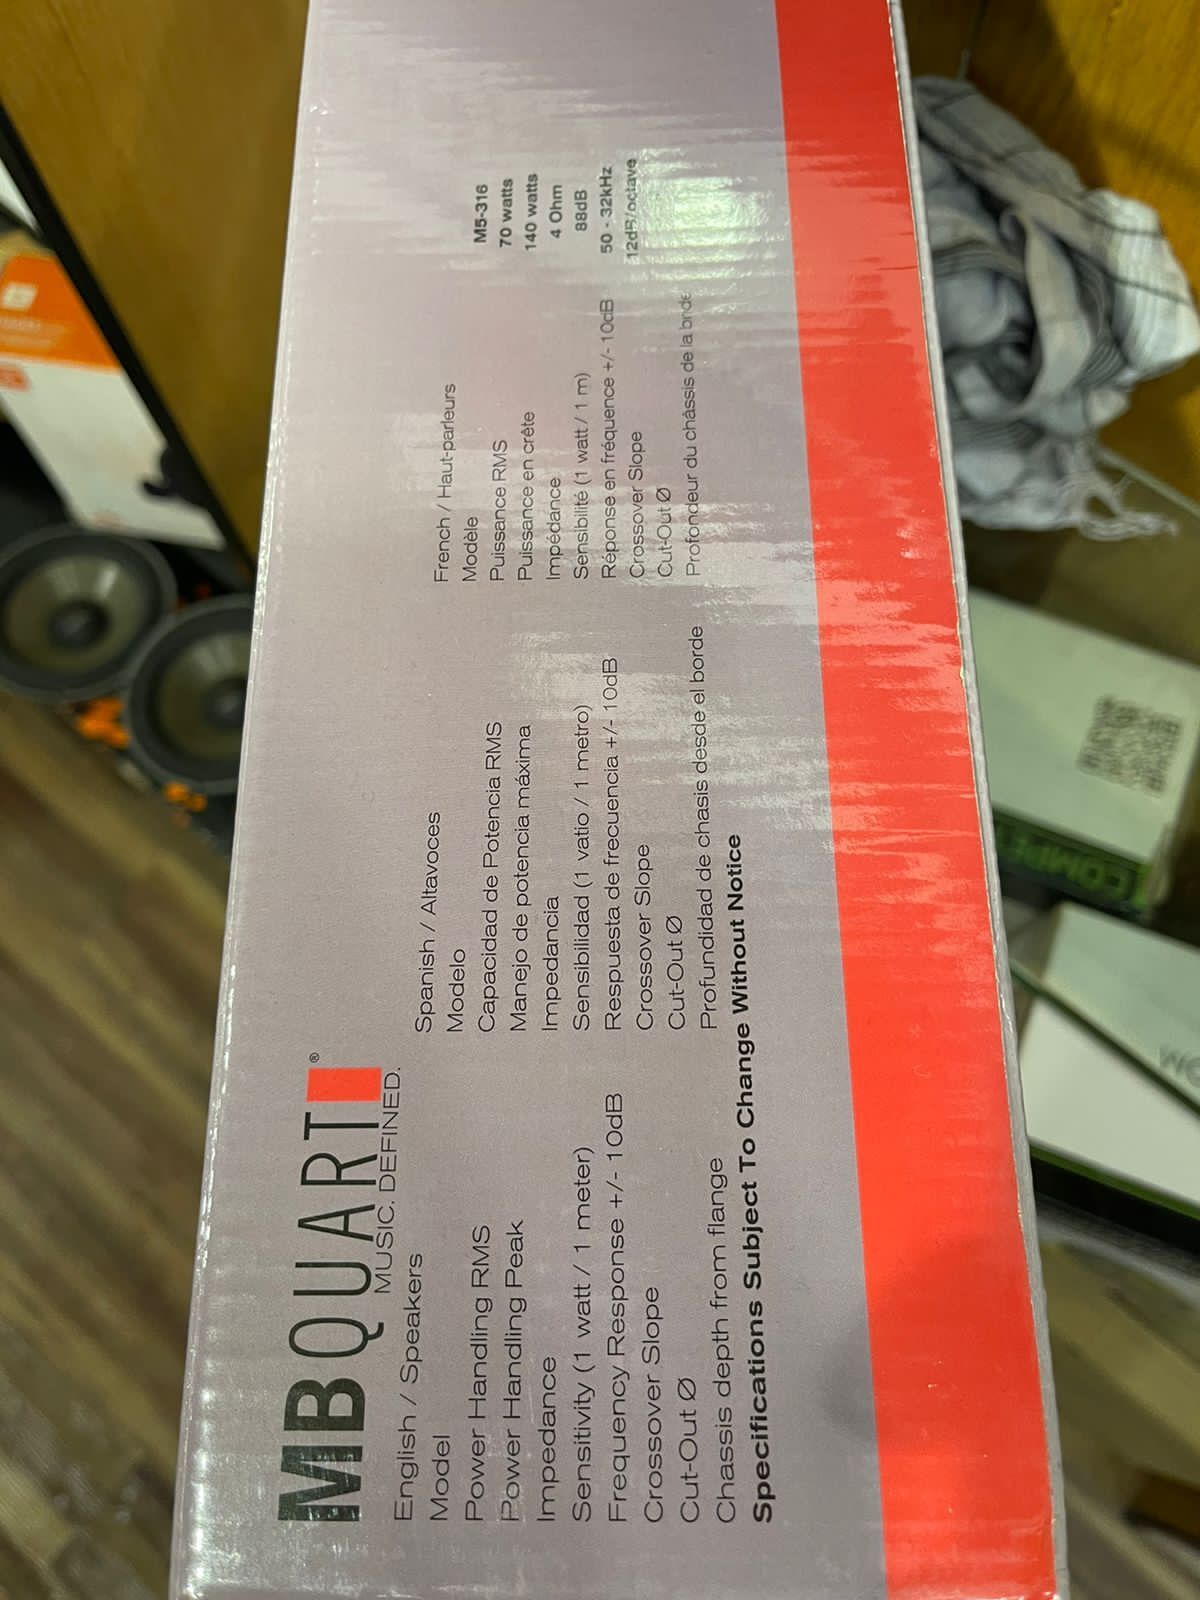 MBQUART®
MUSIC. DEFINED.
English / Speakers
Model
Power Handling RMS
Power Handling Peak
Impedance
Sensitivity (1 watt / 1 meter)
Frequency Response +/- 10dB
Crossover Slope
Cut-Out Ø
Chassis depth from flange
Specifications Subject To Change Without Notice
Spanish / Altavoces
Modelo
Capacidad de Potencia RMS
Manejo de potencia máxima
Impedancia
Sensibilidad (1 vatio / 1 metro)
Respuesta de frecuencia +/- 10dB
Crossover Slope
Cut-Out Ø
Profundidad de chasis desde el borde
French / Haut-parleurs
Modèle
Puissance RMS
Puissance en crête
Impédance
Sensibilité (1 watt / 1 m)
Réponse en fréquence +/- 10dB
Crossover Slope
Cut-Out Ø
Profondeur du châssis de la bride
M5-316
70 watts
140 watts
4 Ohm
88dB
50 - 32kHz
12dB/octave